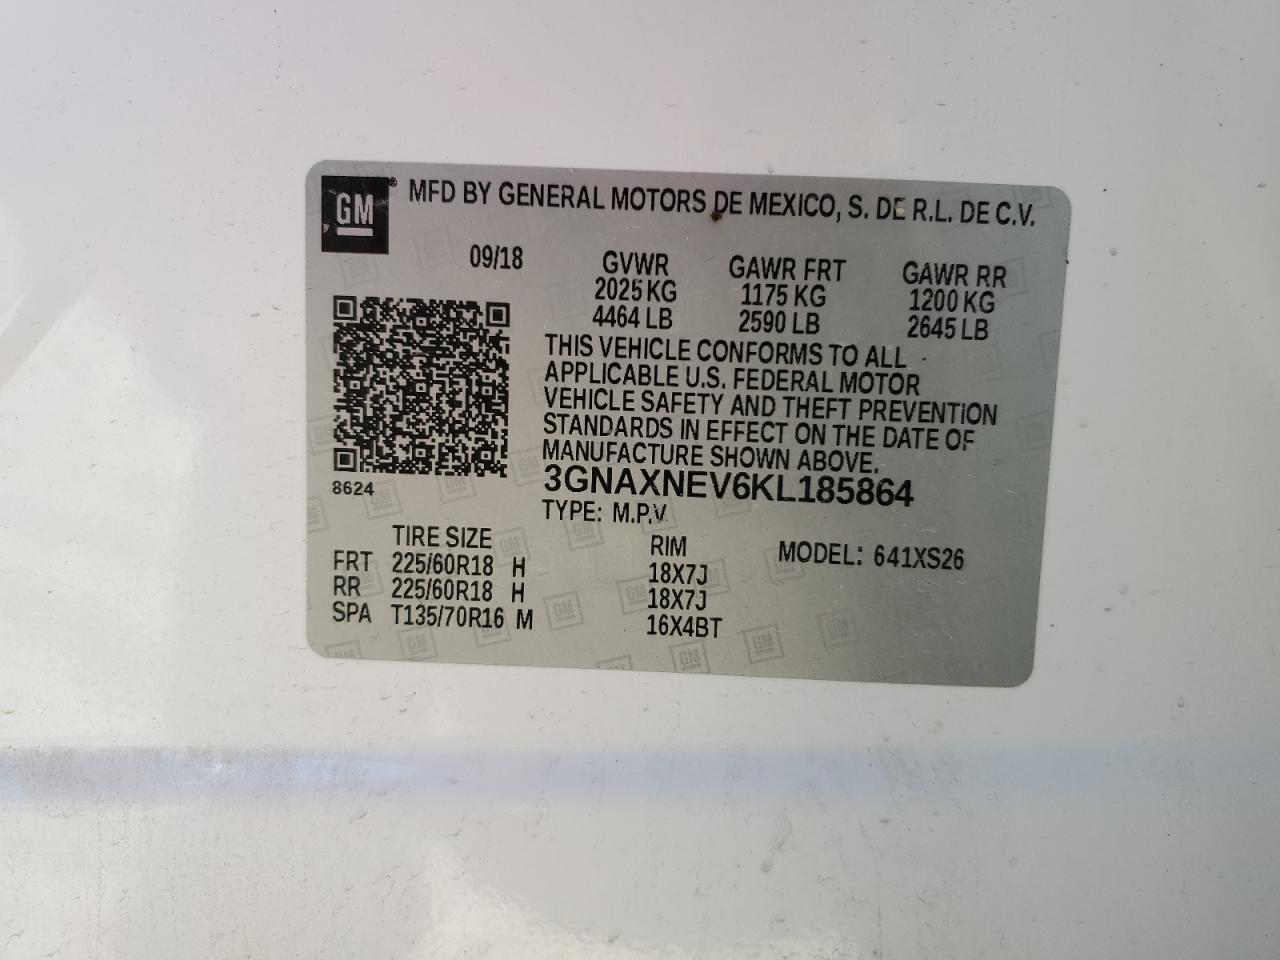 GM® MFD BY GENERAL MOTORS DE MEXICO, S. DE R.L. DE C.V.
09/18 GVWR GAWR FRT GAWR RR
2025 KG 1175 KG 1200 KG
4464 LB 2590 LB 2645 LB
THIS VEHICLE CONFORMS TO ALL
APPLICABLE U.S. FEDERAL MOTOR
VEHICLE SAFETY AND THEFT PREVENTION
STANDARDS IN EFFECT ON THE DATE OF
MANUFACTURE SHOWN ABOVE.
8624 3GNAXNEV6KL185864
TYPE: M.P.V.
TIRE SIZE RIM MODEL: 641XS26
FRT 225/60R18 H 18X7J
RR 225/60R18 H 18X7J
SPA T135/70R16 M 16X4BT